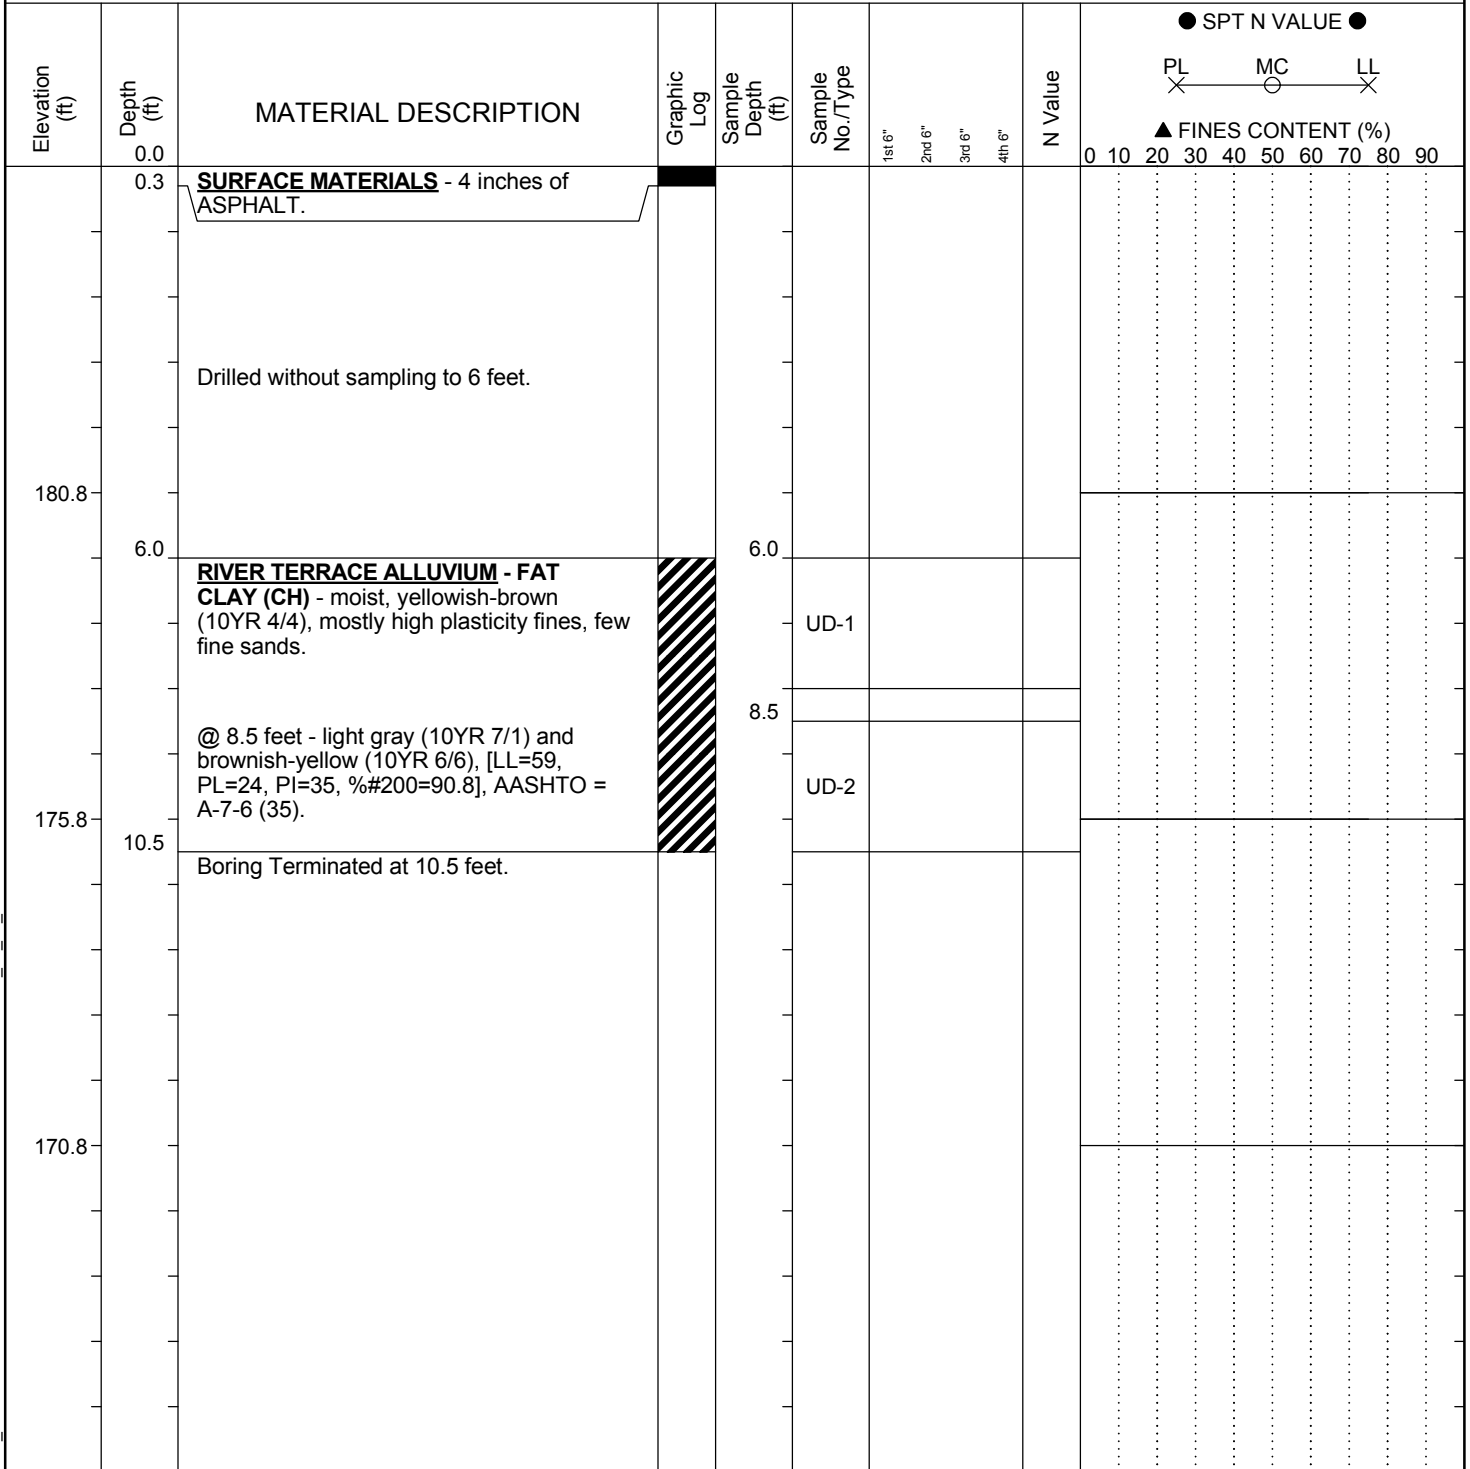 ● SPT N VALUE ●
PL MC LL
▲ FINES CONTENT (%)
0 10 20 30 40 50 60 70 80 90
Elevation
(ft)
Depth
(ft)
0.0
MATERIAL DESCRIPTION
Graphic
Log
Sample
Depth
(ft)
Sample
No./Type
1st 6"
2nd 6"
3rd 6"
4th 6"
N Value
0.3
SURFACE MATERIALS - 4 inches of
ASPHALT.
Drilled without sampling to 6 feet.
180.8
6.0
6.0
RIVER TERRACE ALLUVIUM - FAT
CLAY (CH) - moist, yellowish-brown
(10YR 4/4), mostly high plasticity fines, few
fine sands.
UD-1
8.5
@ 8.5 feet - light gray (10YR 7/1) and
brownish-yellow (10YR 6/6), [LL=59,
PL=24, PI=35, %#200=90.8], AASHTO =
A-7-6 (35).
UD-2
175.8
10.5
Boring Terminated at 10.5 feet.
170.8